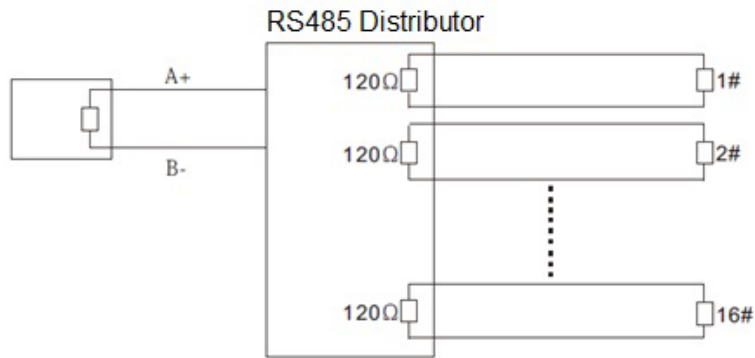 RS485 Distributor
A+
B-
120Ω 1#
120Ω 2#
120Ω 16#